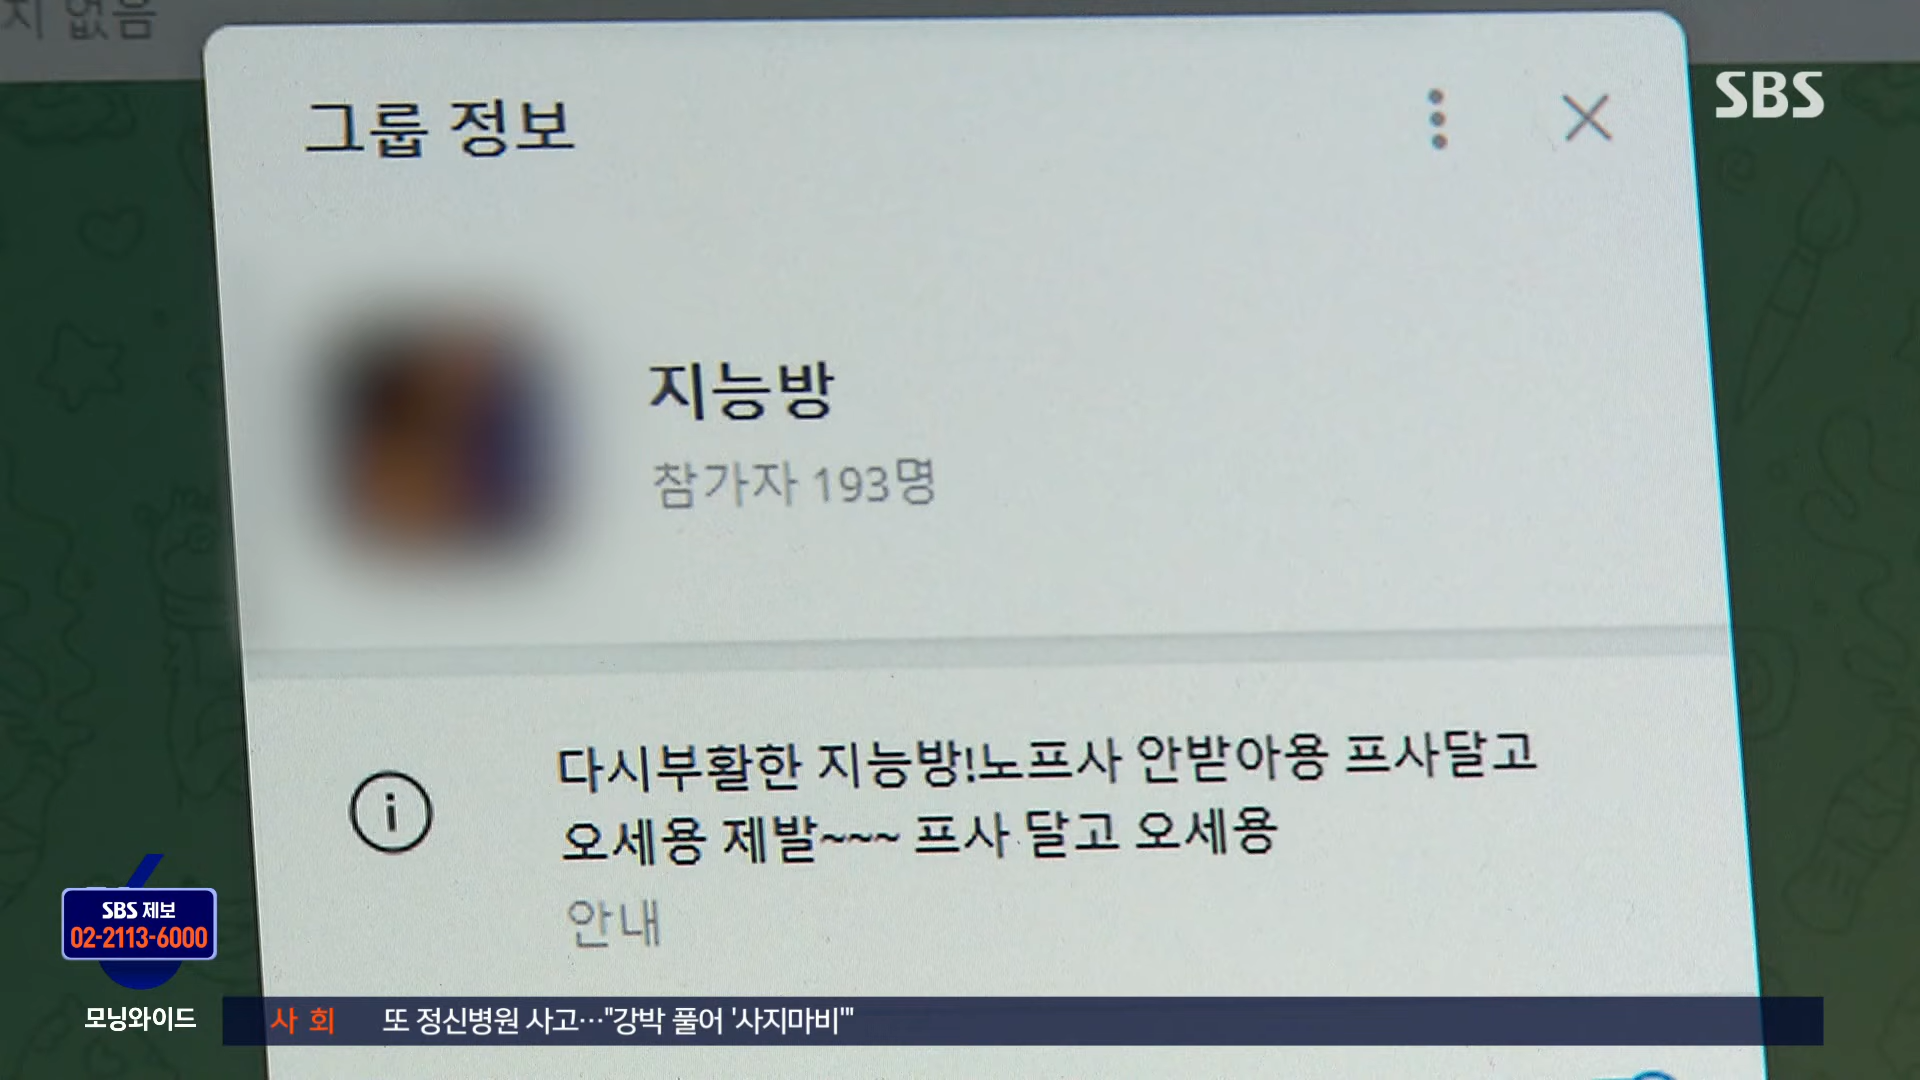 지 없음
그룹 정보
SBS
지능방
참가자 193명
다시부활한 지능방!노프사 안받아용 프사달고
오세용 제발~~~ 프사 달고 오세용
안내
SBS 제보
02-2113-6000
모닝와이드
사 회 또 정신병원 사고…"강박 풀어 '사지마비'"